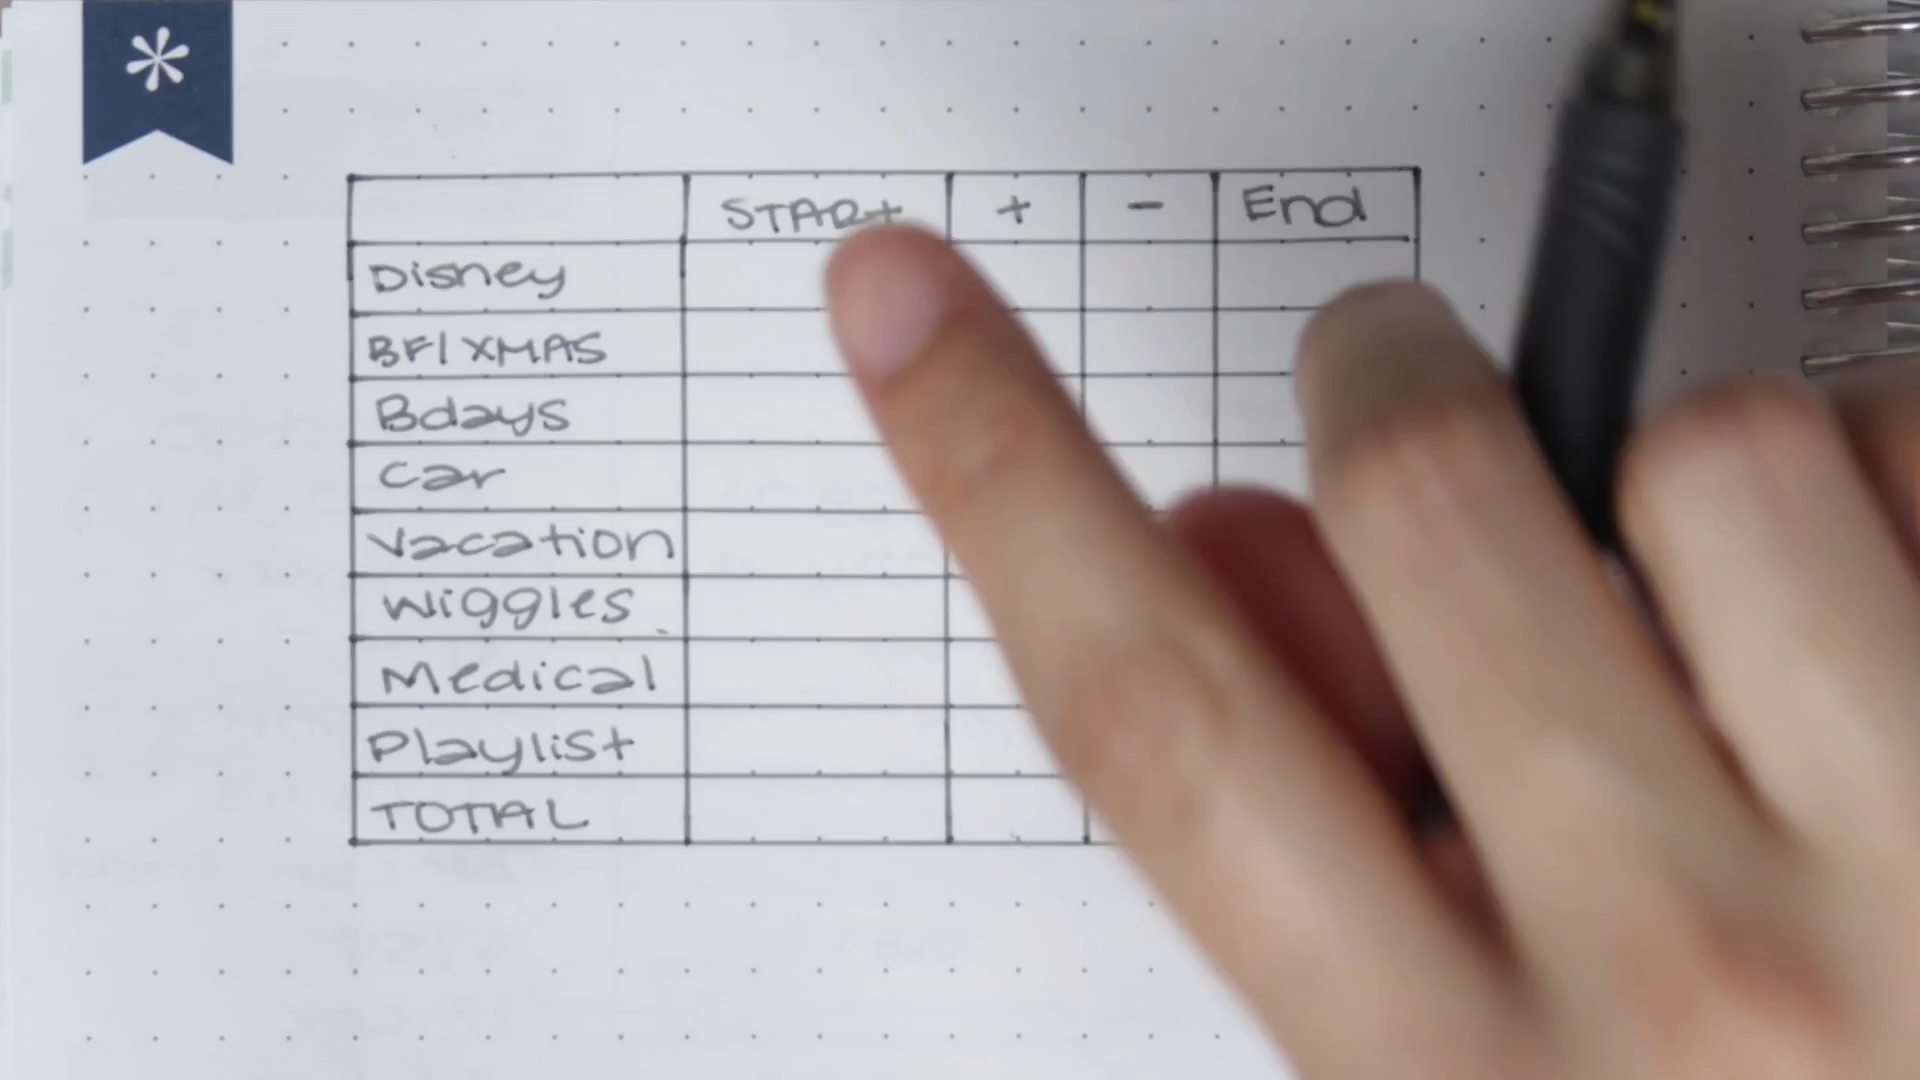 START + - End
Disney
BF/XMAS
Bdays
Car
Vacation
Wiggles
Medical
Playlist
TOTAL